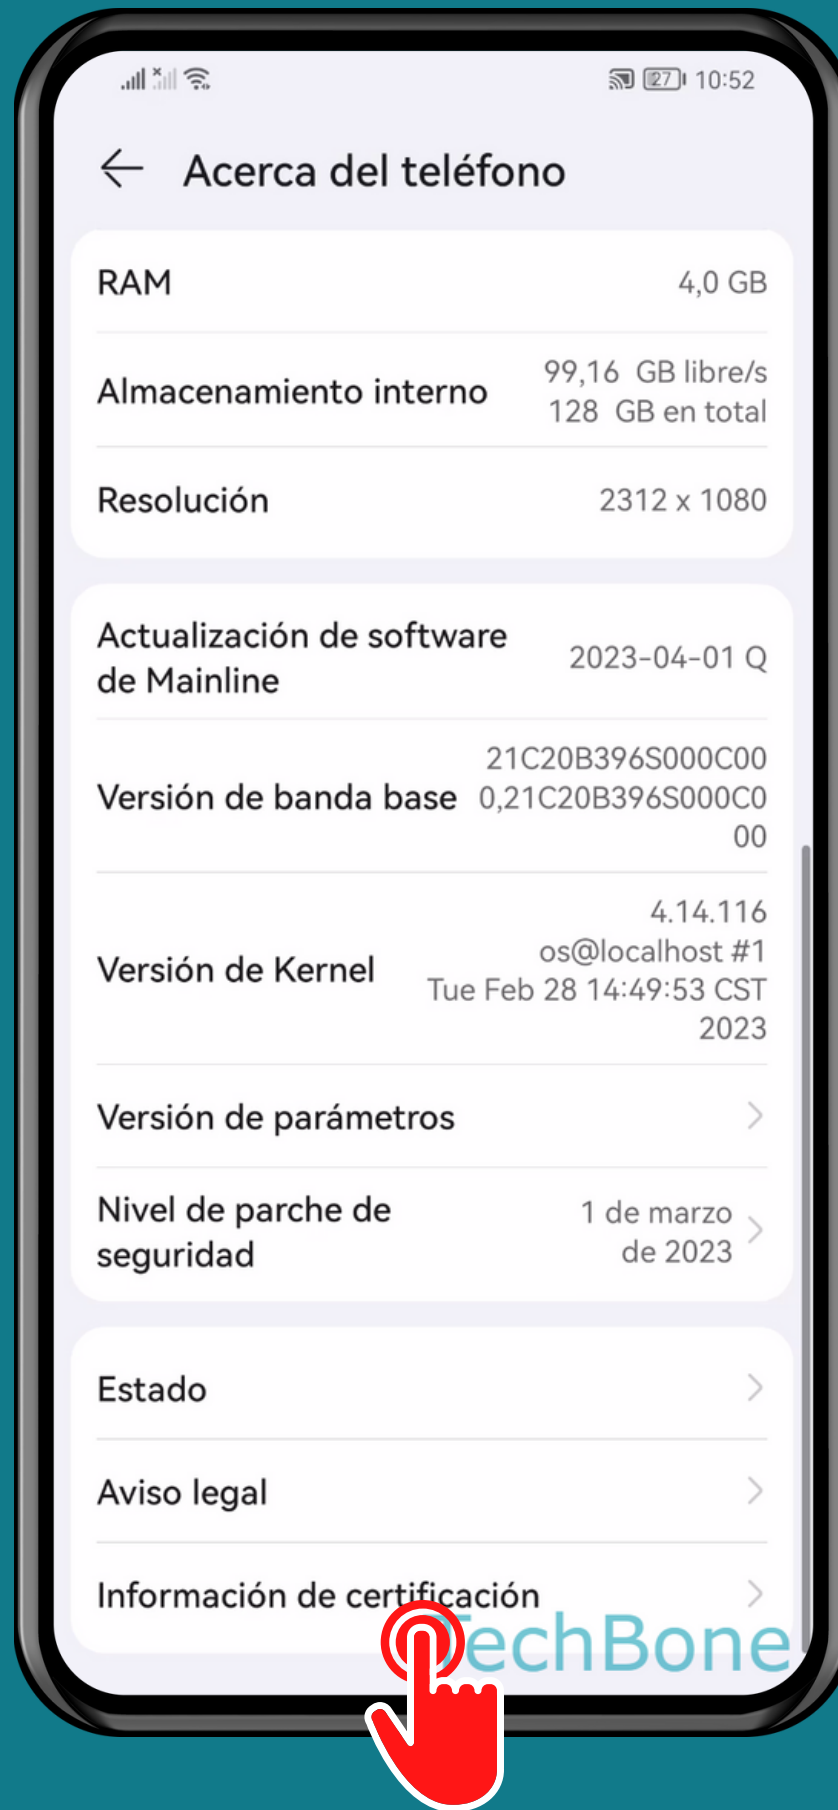 27 10:52
Acerca del teléfono
RAM
4,0 GB
Almacenamiento interno
99,16 GB libre/s
128 GB en total
Resolución
2312 x 1080
Actualización de software
de Mainline
2023-04-01 Q
Versión de banda base
21C20B396S000C00
0,21C20B396S000C0
00
Versión de Kernel
4.14.116
os@localhost #1
Tue Feb 28 14:49:53 CST
2023
Versión de parámetros
Nivel de parche de
seguridad
1 de marzo
de 2023
Estado
Aviso legal
Información de certificación
TechBone